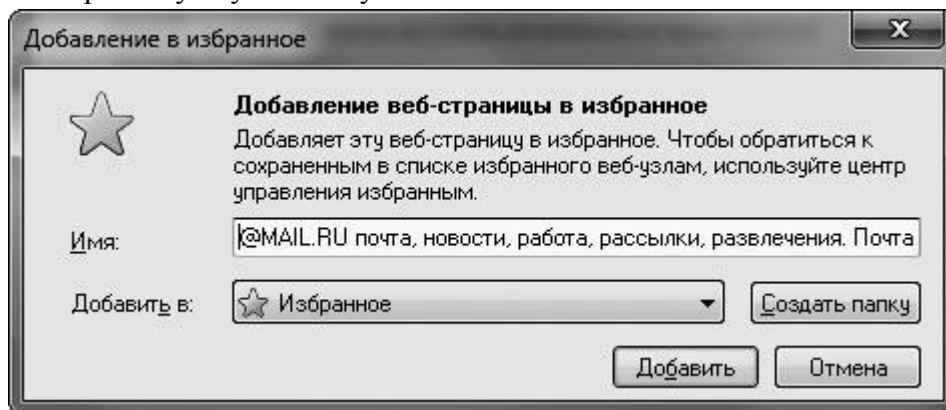 Добавление в избранное
X
Добавление веб-страницы в избранное
Добавляет эту веб-страницу в избранное. Чтобы обратиться к
сохраненным в списке избранного веб-узлам, используйте центр
управления избранным.
Имя: @MAIL.RU почта, новости, работа, рассылки, развлечения. Почта
Добавить в: Избранное Создать папку
Добавить Отмена